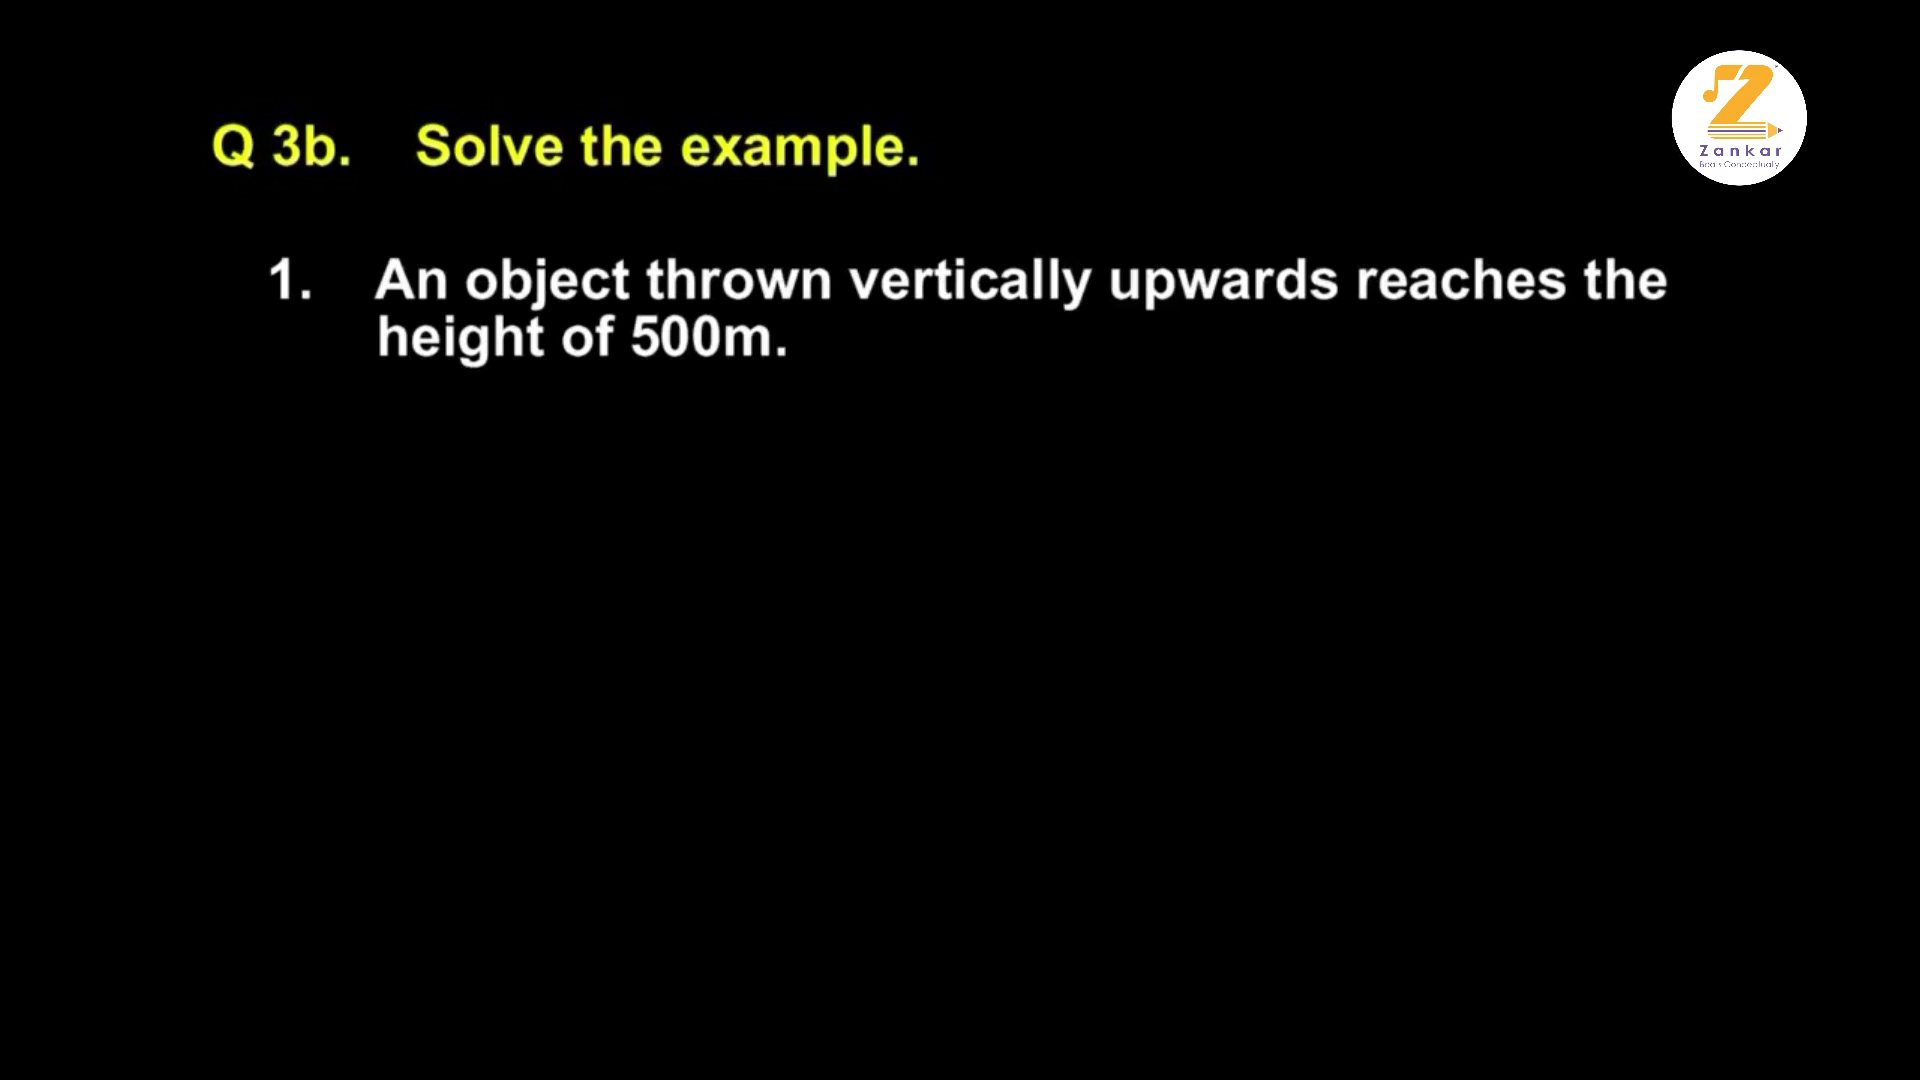 Q 3b. Solve the example.
1. An object thrown vertically upwards reaches the
height of 500m.
Zankar